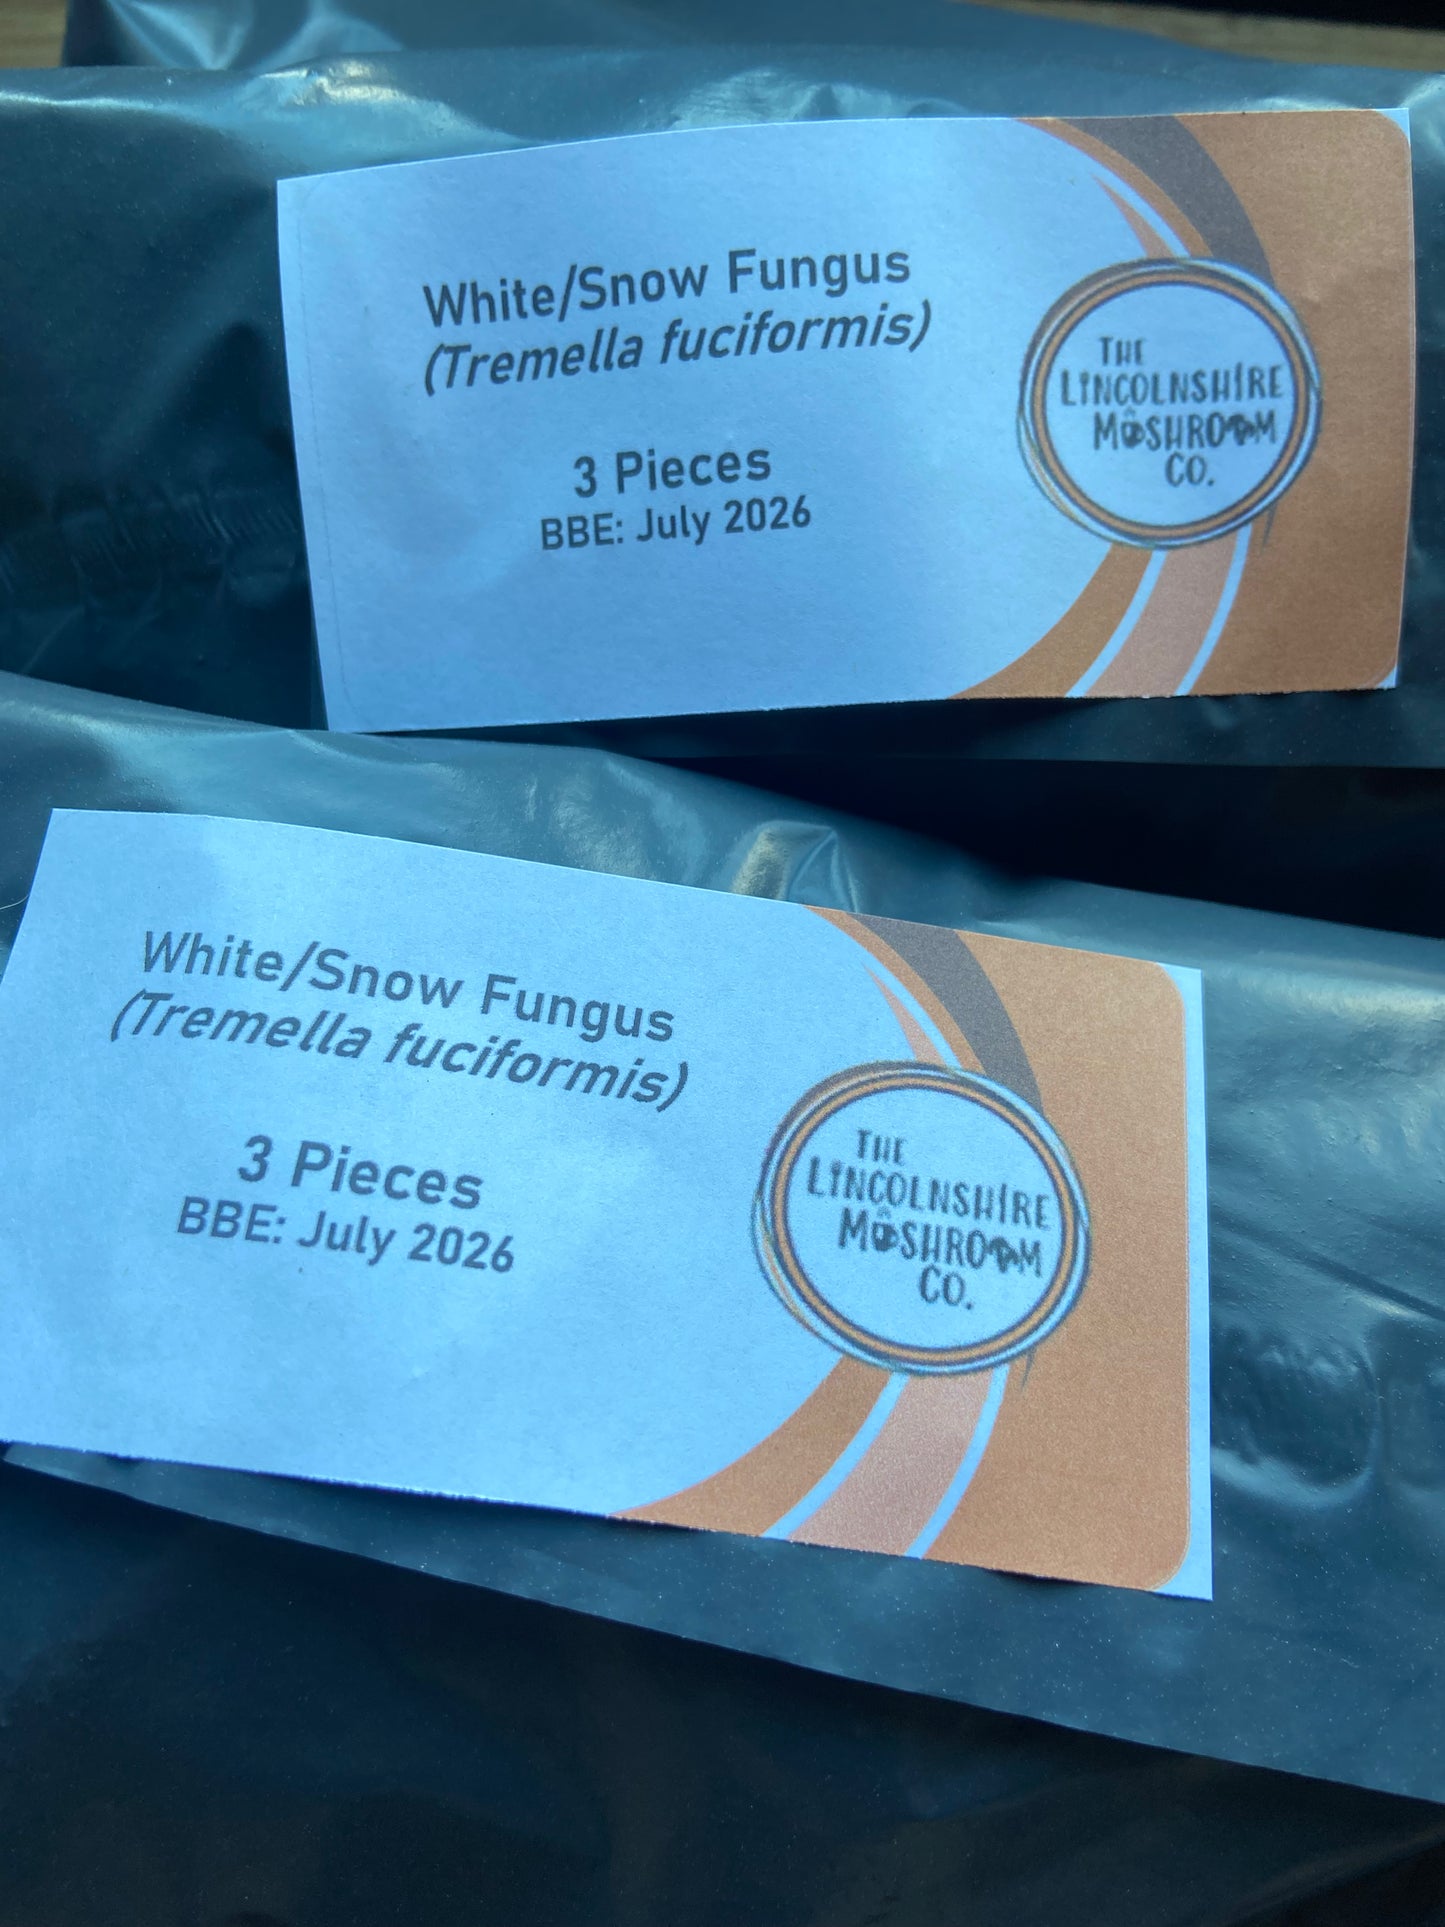 White/Snow Fungus
(Tremella fuciformis)
3 Pieces
BBE: July 2026
THE
LINCOLNSHIRE
MUSHROOM
CO.
White/Snow Fungus
(Tremella fuciformis)
3 Pieces
BBE: July 2026
THE
LINCOLNSHIRE
MUSHROOM
CO.